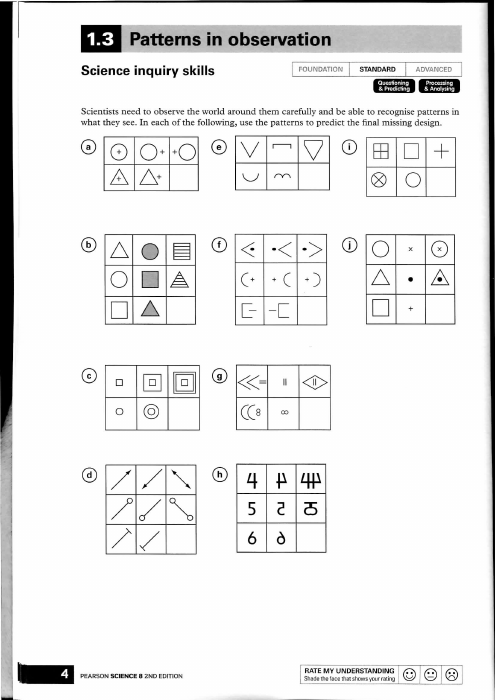 1.3 Patterns in observation
Science inquiry skills
FOUNDATION STANDARD ADVANCED
Questioning & Predicting
Processing & Analysing
Scientists need to observe the world around them carefully and be able to recognise patterns in
what they see. In each of the following, use the patterns to predict the final missing design.
a
e
i
b
f
j
c
g
d
h
4
5
6
4 PEARSON SCIENCE 8 2ND EDITION
RATE MY UNDERSTANDING
Shade the face that shows your rating